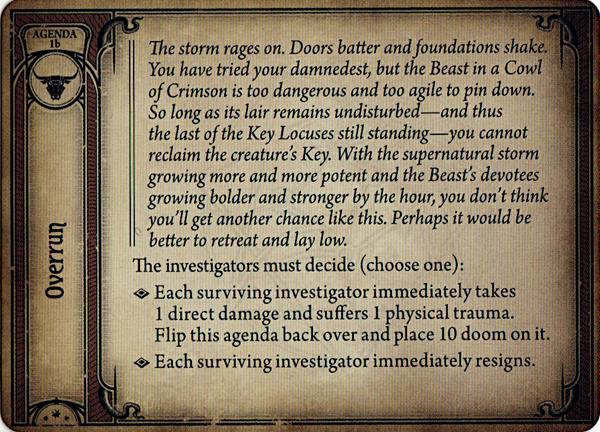 AGENDA
1b
Overrun
The storm rages on. Doors batter and foundations shake.
You have tried your damnedest, but the Beast in a Cowl
of Crimson is too dangerous and too agile to pin down.
So long as its lair remains undisturbed—and thus
the last of the Key Locuses still standing—you cannot
reclaim the creature's Key. With the supernatural storm
growing more and more potent and the Beast's devotees
growing bolder and stronger by the hour, you don't think
you'll get another chance like this. Perhaps it would be
better to retreat and lay low.
The investigators must decide (choose one):
Each surviving investigator immediately takes
1 direct damage and suffers 1 physical trauma.
Flip this agenda back over and place 10 doom on it.
Each surviving investigator immediately resigns.